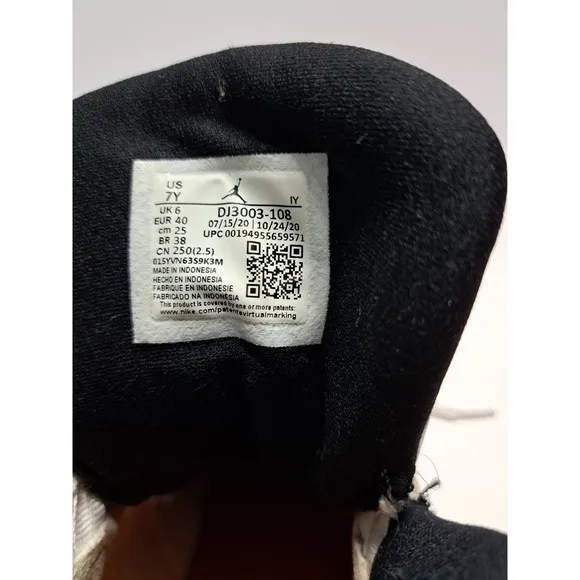 US
7Y
IY
UK 6
EUR 40
cm 25
BR 38
CN 250(2.5)
DJ3003-108
07/15/20 | 10/24/20
UPC 00194955659571
015YVN63S9K3M
MADE IN INDONESIA
HECHO EN INDONESIA
FABRIQUE EN INDONESIE
FABRICADO NA INDONESIA
This product is covered by one or more patents:
www.nike.com/patentsvirtualmarking